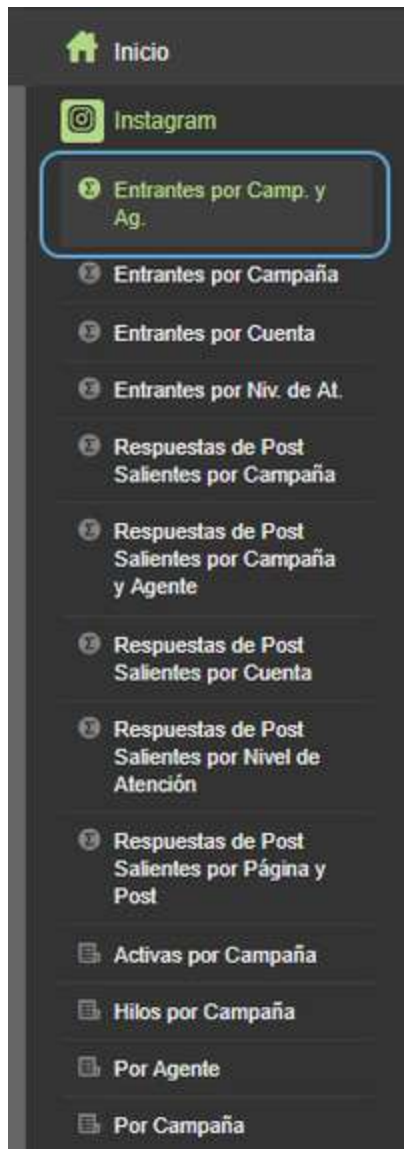 Inicio
Instagram
Entrantes por Camp. y
Ag.
Entrantes por Campaña
Entrantes por Cuenta
Entrantes por Niv. de At.
Respuestas de Post
Salientes por Campaña
Respuestas de Post
Salientes por Campaña
y Agente
Respuestas de Post
Salientes por Cuenta
Respuestas de Post
Salientes por Nivel de
Atención
Respuestas de Post
Salientes por Página y
Post
Activas por Campaña
Hilos por Campaña
Por Agente
Por Campaña